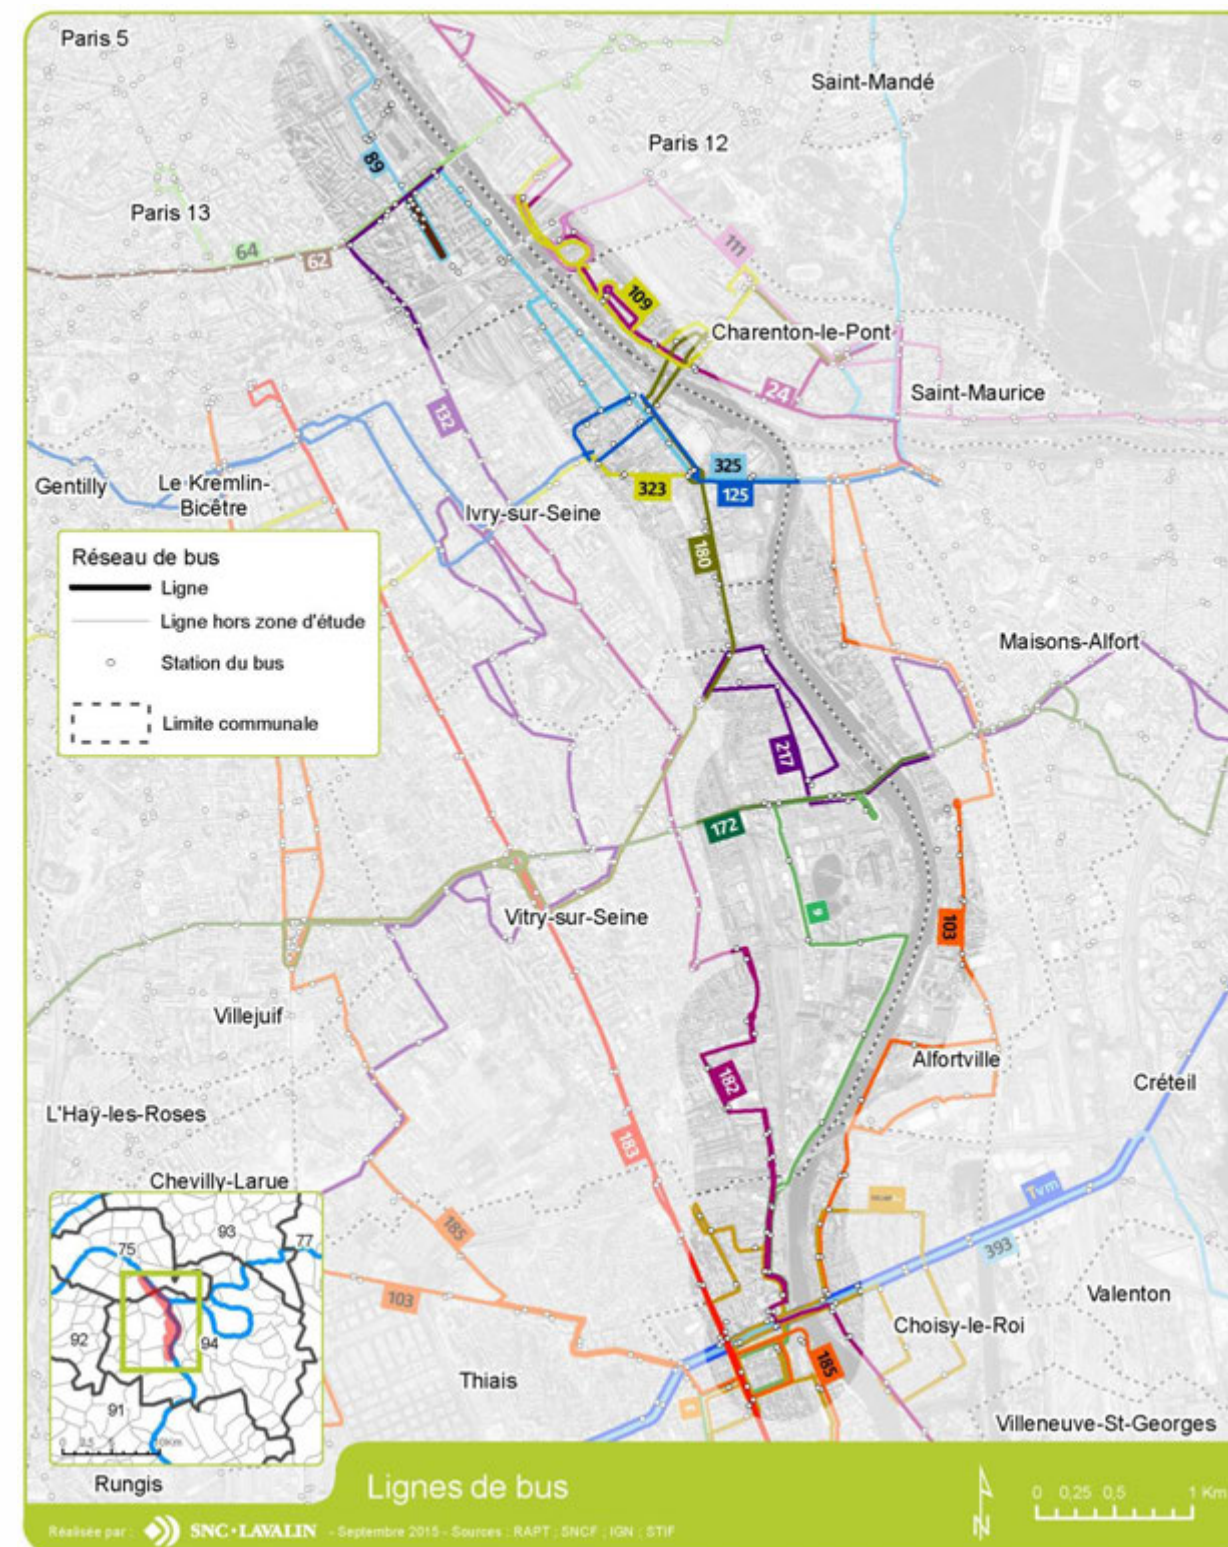 Paris 5
Saint-Mandé
Paris 12
89
Paris 13
64
62
111
109
Charenton-le-Pont
24
Saint-Maurice
132
325
323
125
Gentilly
Le Kremlin-
Bicêtre
Ivry-sur-Seine
180
Réseau de bus
Ligne
Ligne hors zone d'étude
Station du bus
Limite communale
Maisons-Alfort
217
172
9
103
Vitry-sur-Seine
Villejuif
Alfortville
182
Créteil
L'Haÿ-les-Roses
183
Chevilly-Larue
Tvm
185
393
103
Valenton
Choisy-le-Roi
185
Thiais
Villeneuve-St-Georges
93
75
77
92
94
91
Rungis
Lignes de bus
0 0,25 0,5 1 Km
N
Réalisée par : SNC•LAVALIN - Septembre 2015 - Sources : RAPT ; SNCF ; IGN ; STIF